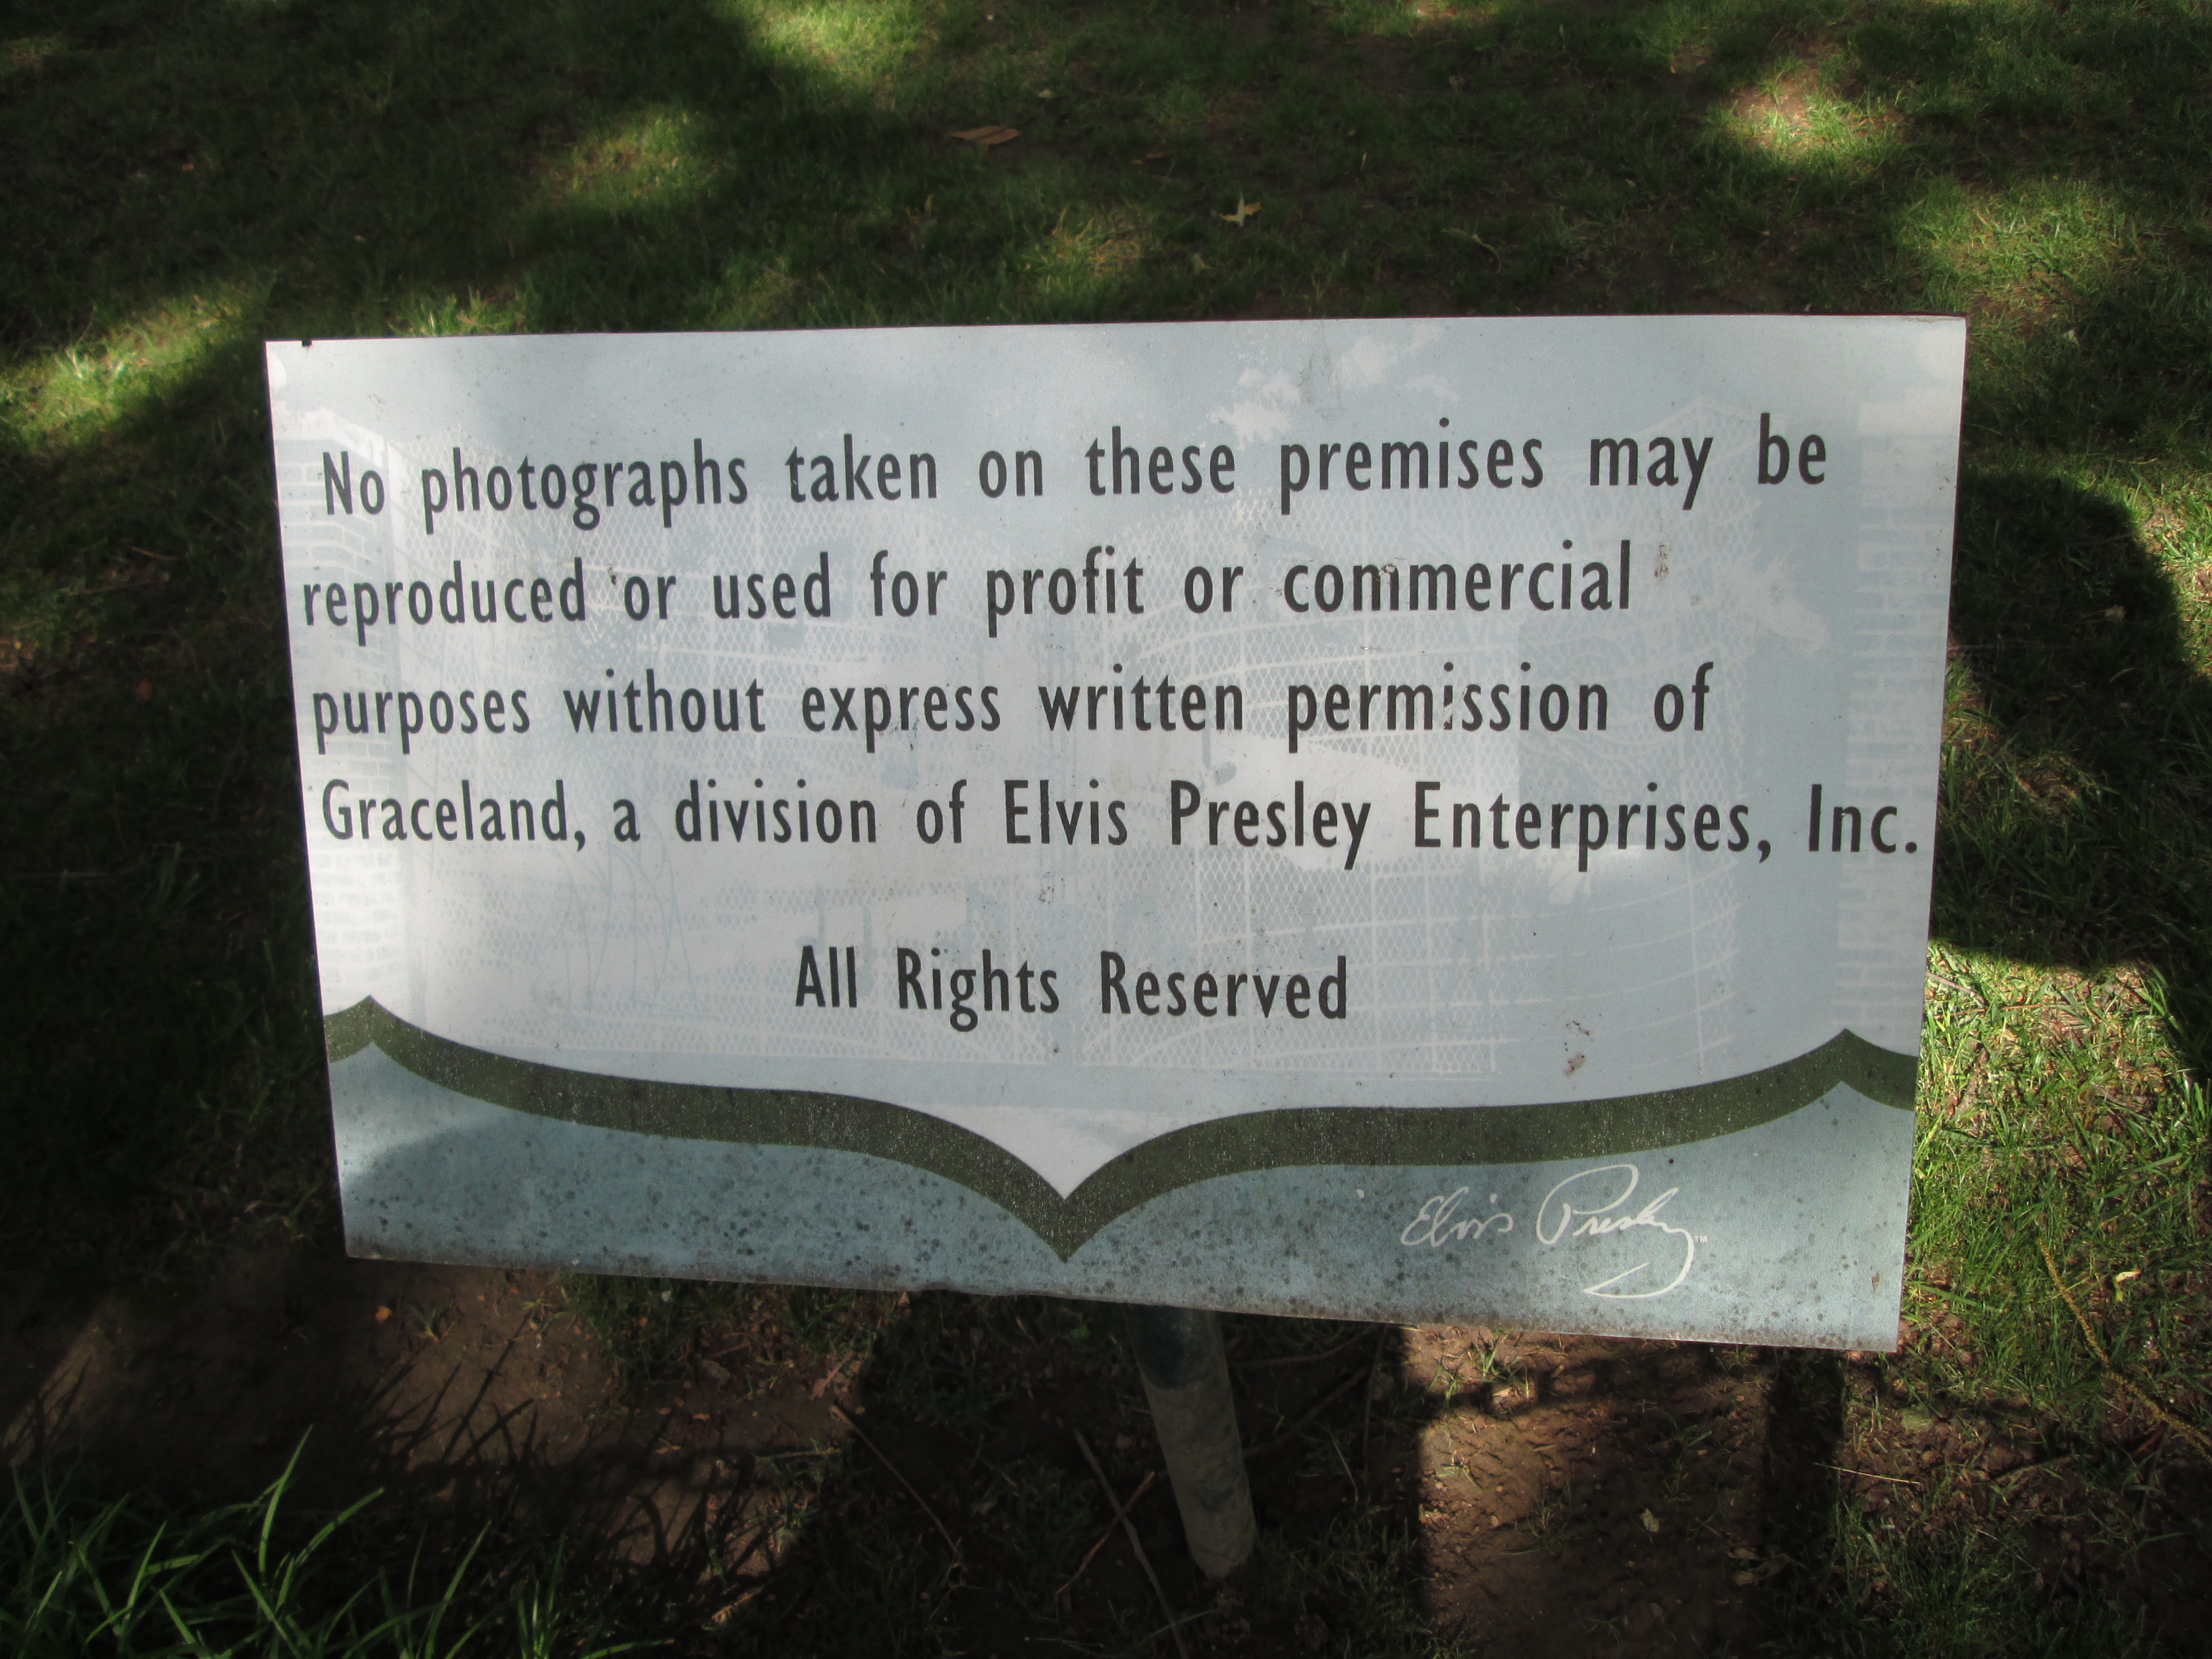 No photographs taken on these premises may be
reproduced or used for profit or commercial
purposes without express written permission of
Graceland, a division of Elvis Presley Enterprises, Inc.
All Rights Reserved
Elvis Presley™